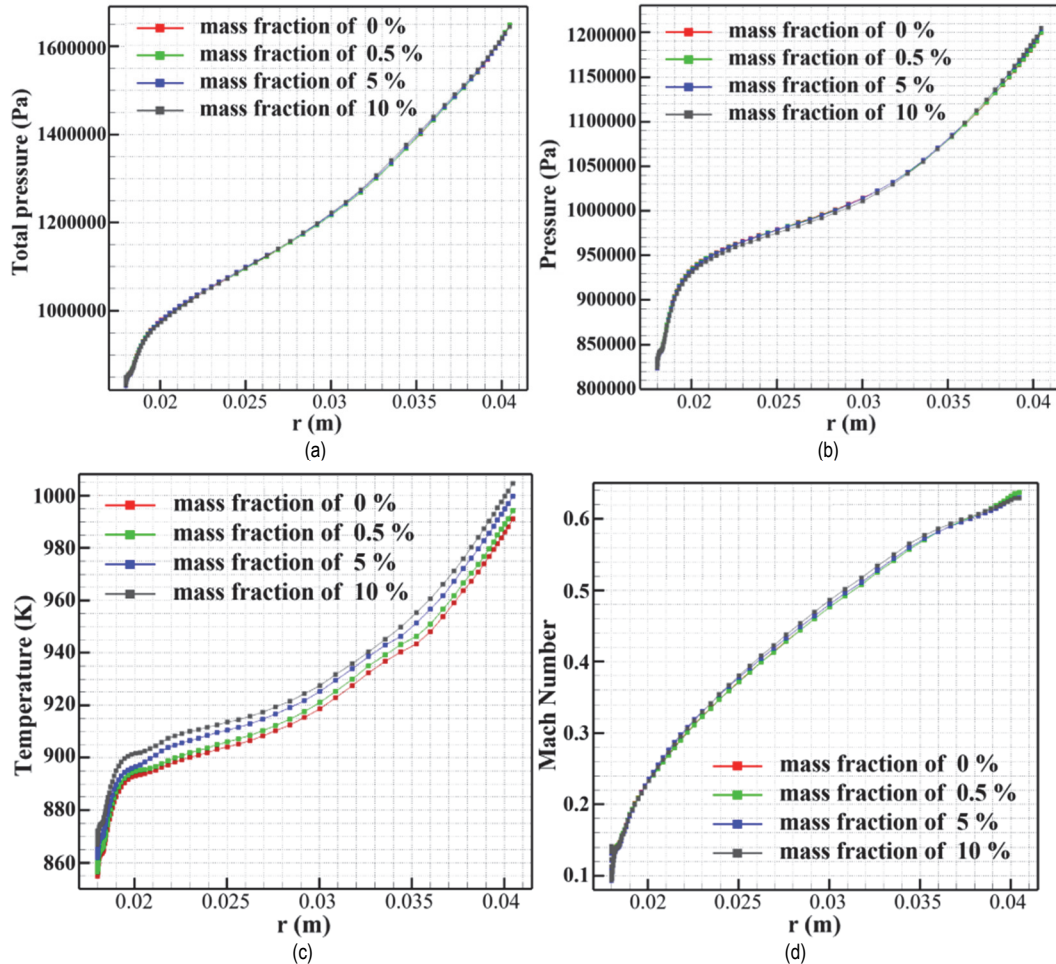 mass fraction of 0 %
mass fraction of 0.5 %
mass fraction of 5 %
mass fraction of 10 %
1600000
1400000
1200000
1000000
Total pressure (Pa)
0.02 0.025 0.03 0.035 0.04
r (m)
(a)
mass fraction of 0 %
mass fraction of 0.5 %
mass fraction of 5 %
mass fraction of 10 %
1200000
1150000
1100000
1050000
1000000
950000
900000
850000
800000
Pressure (Pa)
0.02 0.025 0.03 0.035 0.04
r (m)
(b)
mass fraction of 0 %
mass fraction of 0.5 %
mass fraction of 5 %
mass fraction of 10 %
1000
980
960
940
910
900
880
860
Temperature (K)
0.02 0.025 0.03 0.035 0.04
r (m)
(c)
0.6
0.5
0.4
0.3
0.2
0.1
Mach Number
mass fraction of 0 %
mass fraction of 0.5 %
mass fraction of 5 %
mass fraction of 10 %
0.02 0.025 0.03 0.035 0.04
r (m)
(d)